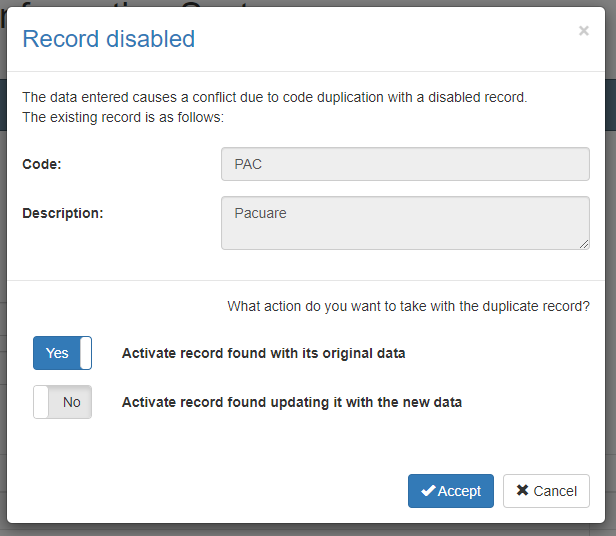 Record disabled
×
The data entered causes a conflict due to code duplication with a disabled record.
The existing record is as follows:
Code:
PAC
Description:
Pacuare
What action do you want to take with the duplicate record?
Yes
Activate record found with its original data
No
Activate record found updating it with the new data
Accept
Cancel